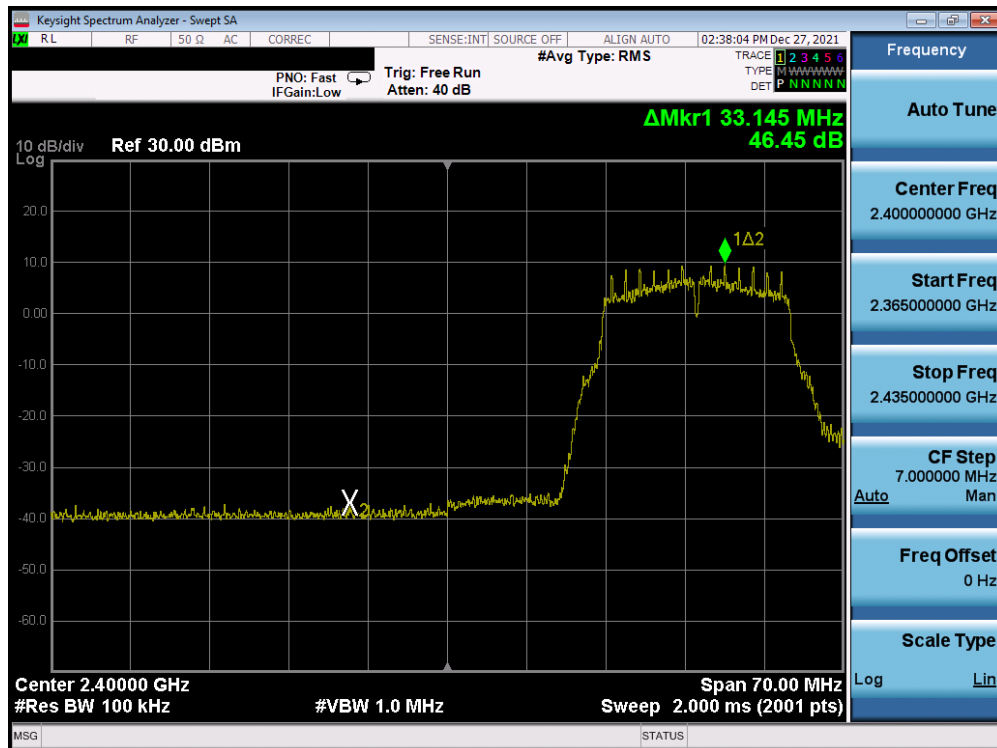 Keysight Spectrum Analyzer - Swept SA
LXI RL RF 50 Ω AC CORREC SENSE:INT SOURCE OFF ALIGN AUTO 02:38:04 PM Dec 27, 2021
#Avg Type: RMS
TRACE 1 2 3 4 5 6
PNO: Fast Trig: Free Run
TYPE M WWWWW
IFGain:Low Atten: 40 dB
DET P N N N N N
ΔMkr1 33.145 MHz
46.45 dB
10 dB/div Ref 30.00 dBm
Log
20.0
10.0
0.00
-10.0
-20.0
-30.0
-40.0
-50.0
-60.0
1Δ2
X2
Center 2.40000 GHz Span 70.00 MHz
#Res BW 100 kHz #VBW 1.0 MHz Sweep 2.000 ms (2001 pts)
MSG STATUS
Frequency
Auto Tune
Center Freq
2.400000000 GHz
Start Freq
2.365000000 GHz
Stop Freq
2.435000000 GHz
CF Step
7.000000 MHz
Auto Man
Freq Offset
0 Hz
Scale Type
Log Lin